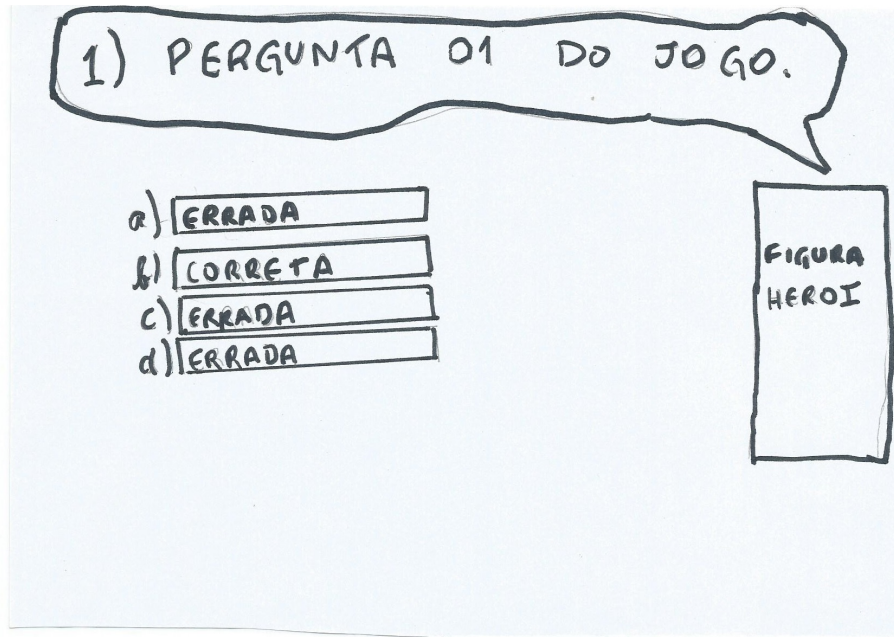 1) PERGUNTA 01 DO JOGO.
a) ERRADA
b) CORRETA
c) ERRADA
d) ERRADA
FIGURA
HEROI